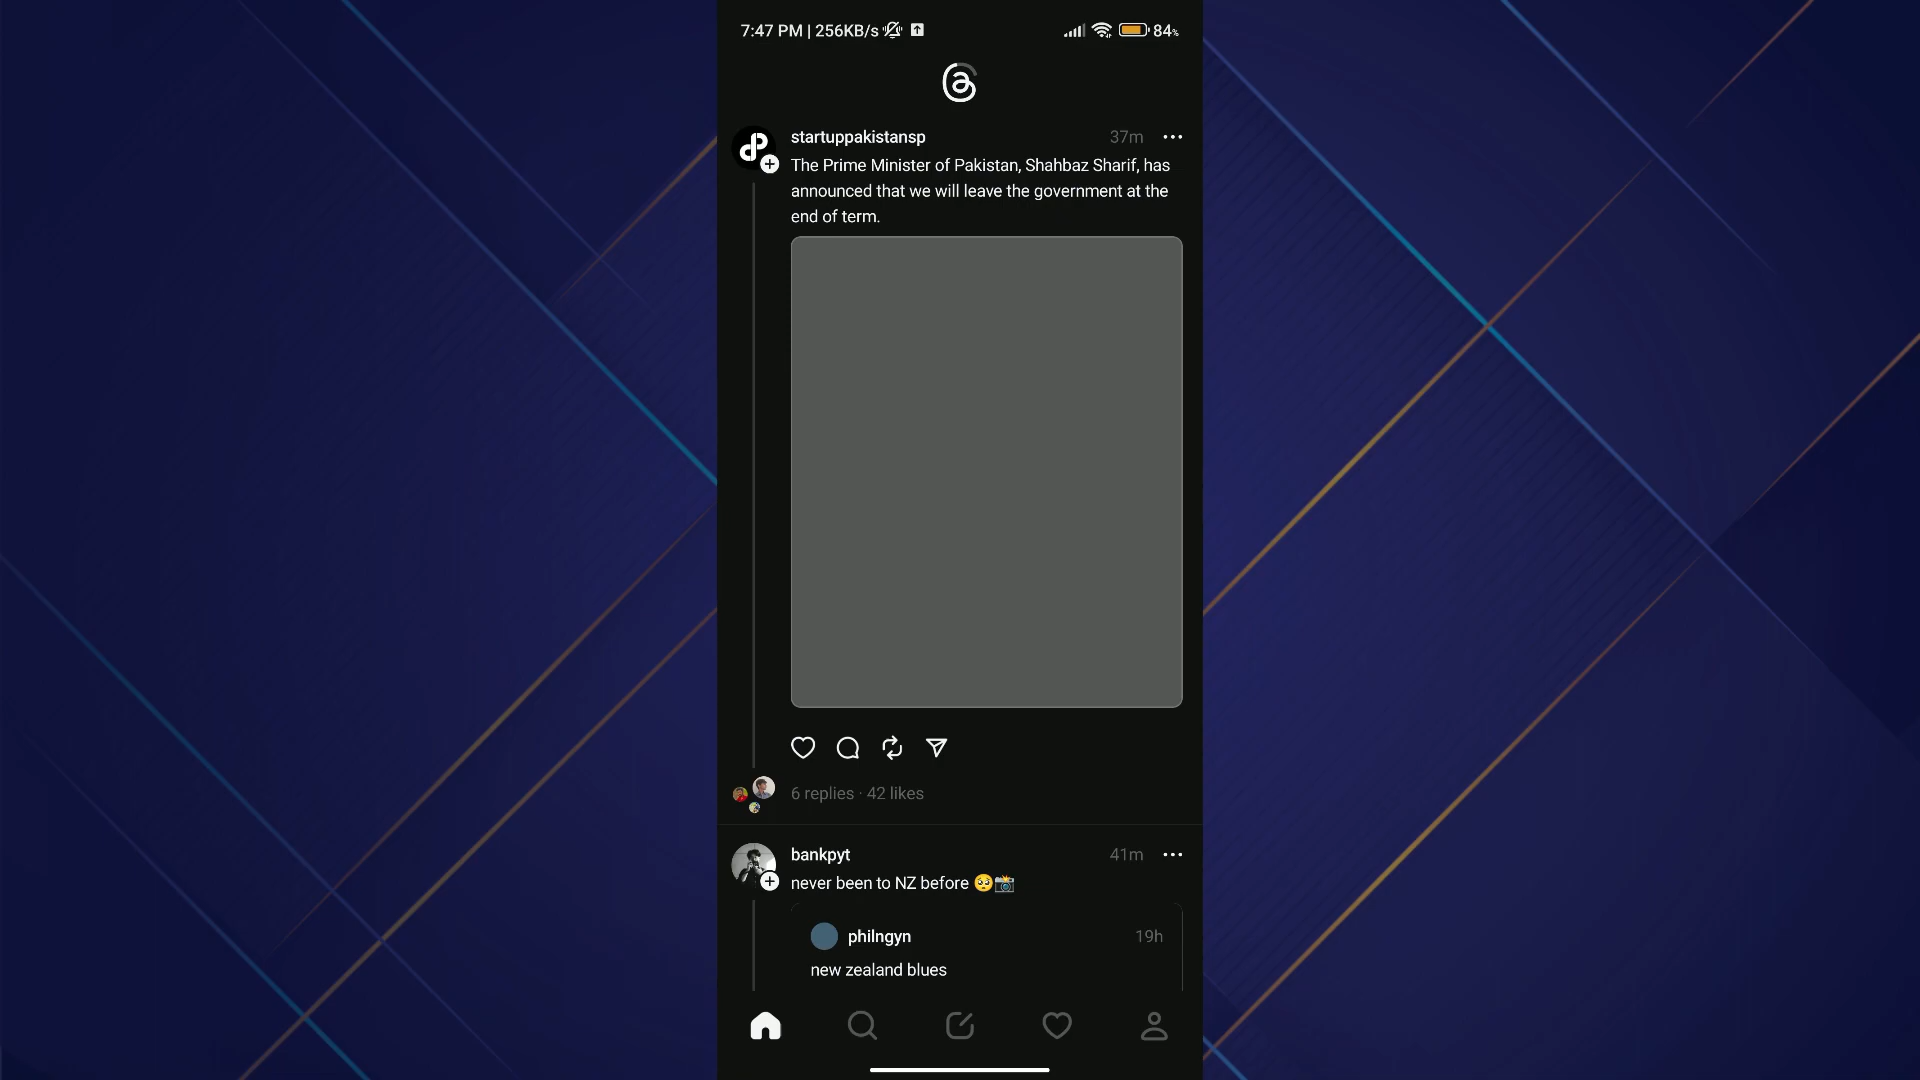 7:47 PM | 256KB/s 84%
startuppakistansp 37m
The Prime Minister of Pakistan, Shahbaz Sharif, has
announced that we will leave the government at the
end of term.
6 replies · 42 likes
bankpyt 41m
never been to NZ before 🥺📸
philngyn 19h
new zealand blues